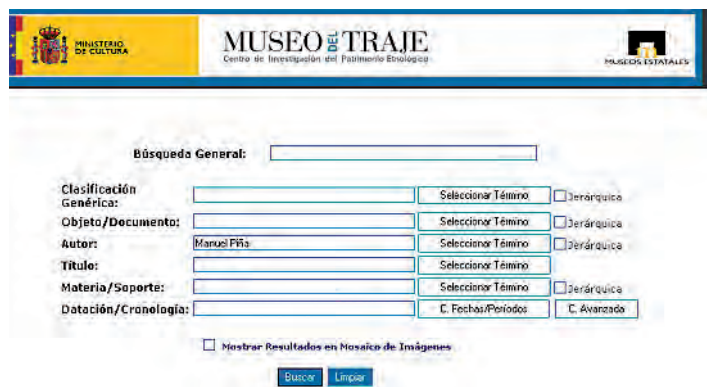 MINISTERIO
DE CULTURA
MUSEO DEL TRAJE
Centro de Investigación del Patrimonio Etnológico
MUSEOS ESTATALES
Búsqueda General:
Clasificación
Genérica: Seleccionar Término Jerárquica
Objeto/Documento: Seleccionar Término Jerárquica
Autor: Manuel Piña Seleccionar Término Jerárquica
Título: Seleccionar Término
Materia/Soporte: Seleccionar Término Jerárquica
Datación/Cronología: C. Fechas/Períodos C. Avanzada
Mostrar Resultados en Mosaico de Imágenes
Buscar Limpiar